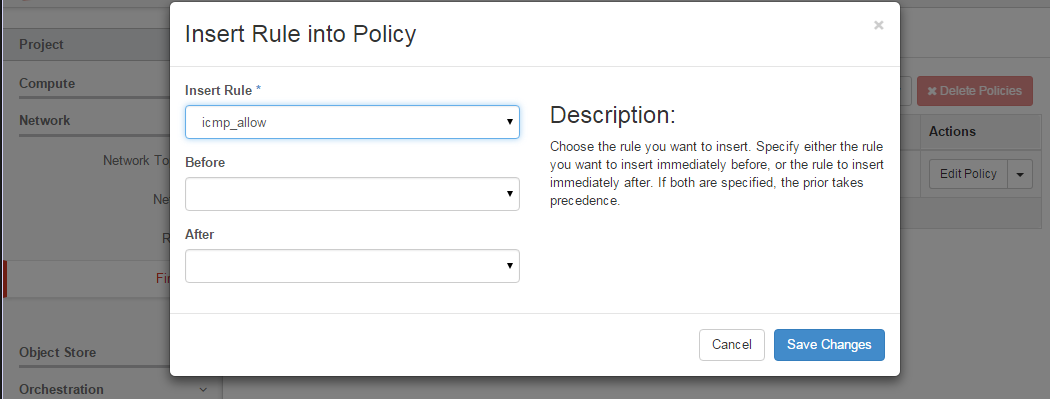 Insert Rule into Policy
×
Project
Compute
Network
Network To
Ne
R
Fi
Object Store
Orchestration
Insert Rule *
icmp_allow
Before
After
Description:
Choose the rule you want to insert. Specify either the rule
you want to insert immediately before, or the rule to insert
immediately after. If both are specified, the prior takes
precedence.
Cancel
Save Changes
Delete Policies
Actions
Edit Policy